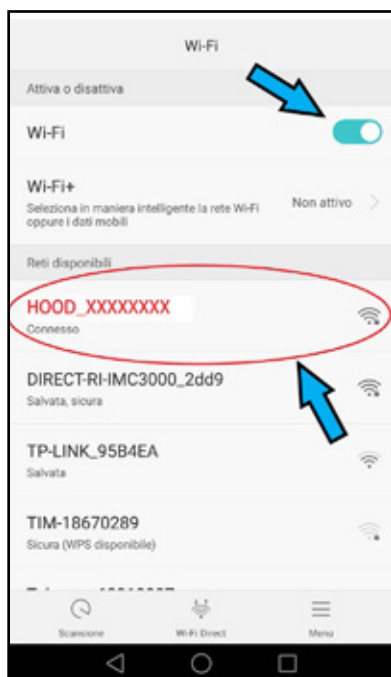 Wi-Fi
Attiva o disattiva
Wi-Fi
Wi-Fi+
Seleziona in maniera intelligente la rete Wi-Fi
oppure i dati mobili
Non attivo
Reti disponibili
HOOD_XXXXXXXX
Connesso
DIRECT-RI-IMC3000_2dd9
Salvata, sicura
TP-LINK_95B4EA
Salvata
TIM-18670289
Sicura (WPS disponibile)
Scansione
Wi-Fi Direct
Menu